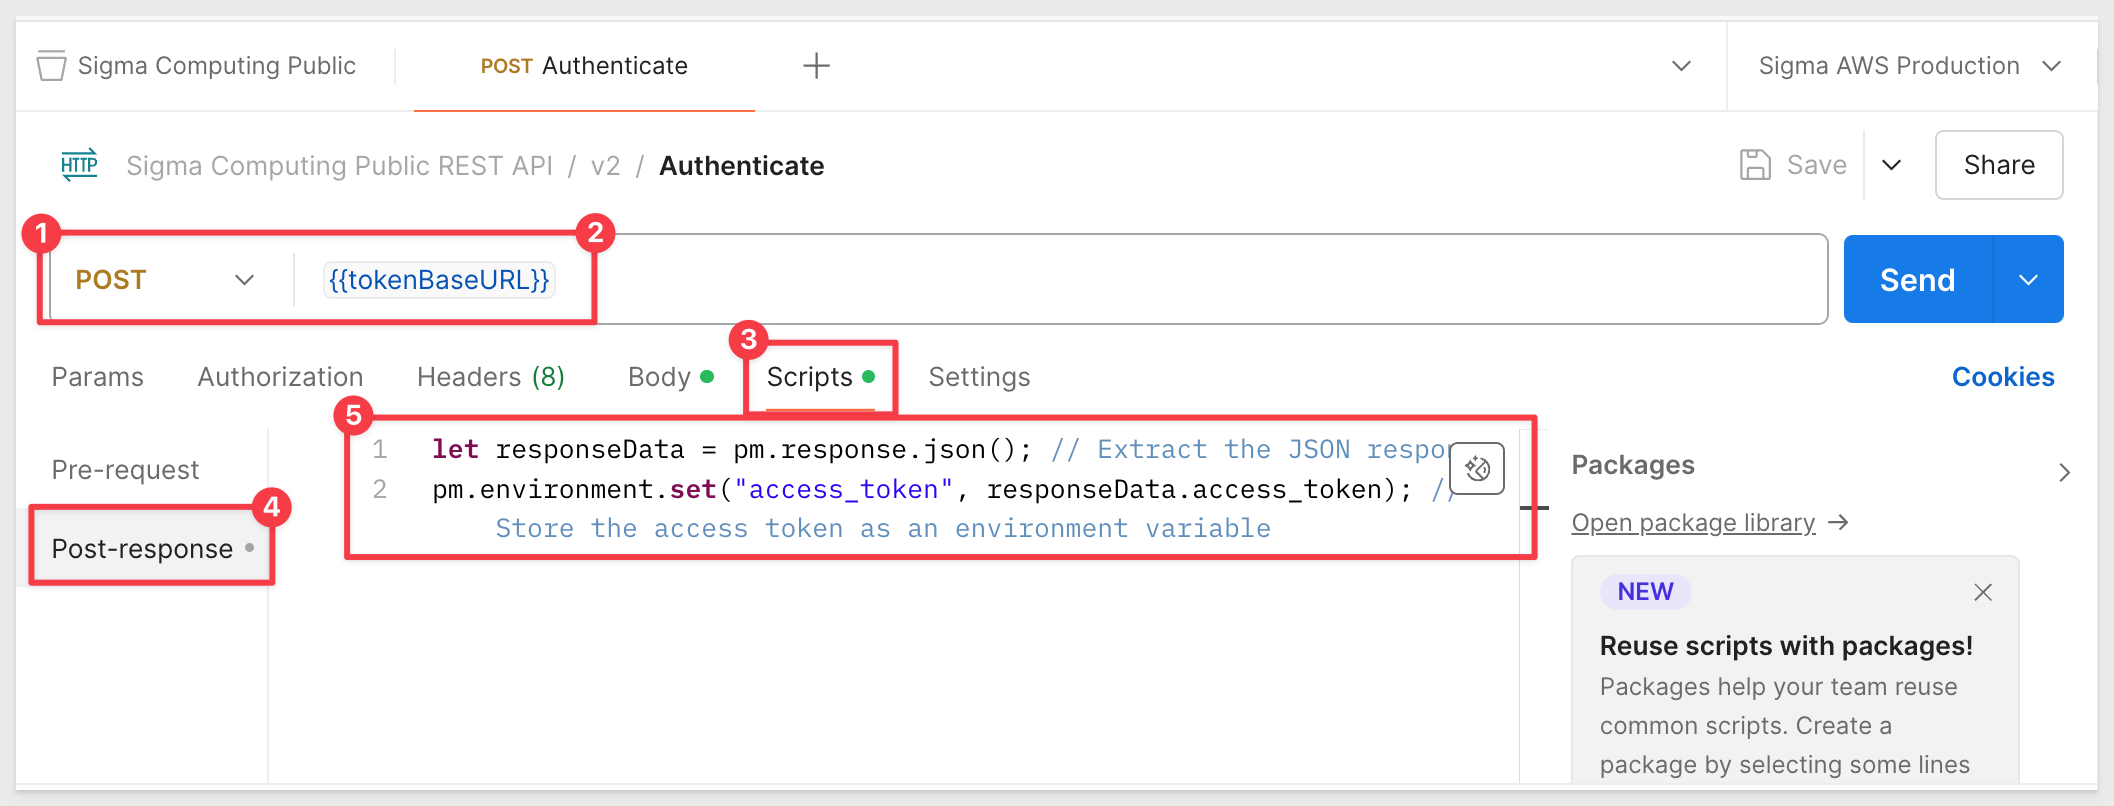 Sigma Computing Public
POST Authenticate
Sigma AWS Production
HTTP Sigma Computing Public REST API / v2 / Authenticate
Save
Share
1
2
POST
{{tokenBaseURL}}
Send
3
Params
Authorization
Headers (8)
Body
Scripts
Settings
Cookies
5
1 let responseData = pm.response.json(); // Extract the JSON respon
2 pm.environment.set("access_token", responseData.access_token); //
Store the access token as an environment variable
Pre-request
4
Post-response
Packages
Open package library →
NEW
Reuse scripts with packages!
Packages help your team reuse
common scripts. Create a
package by selecting some lines